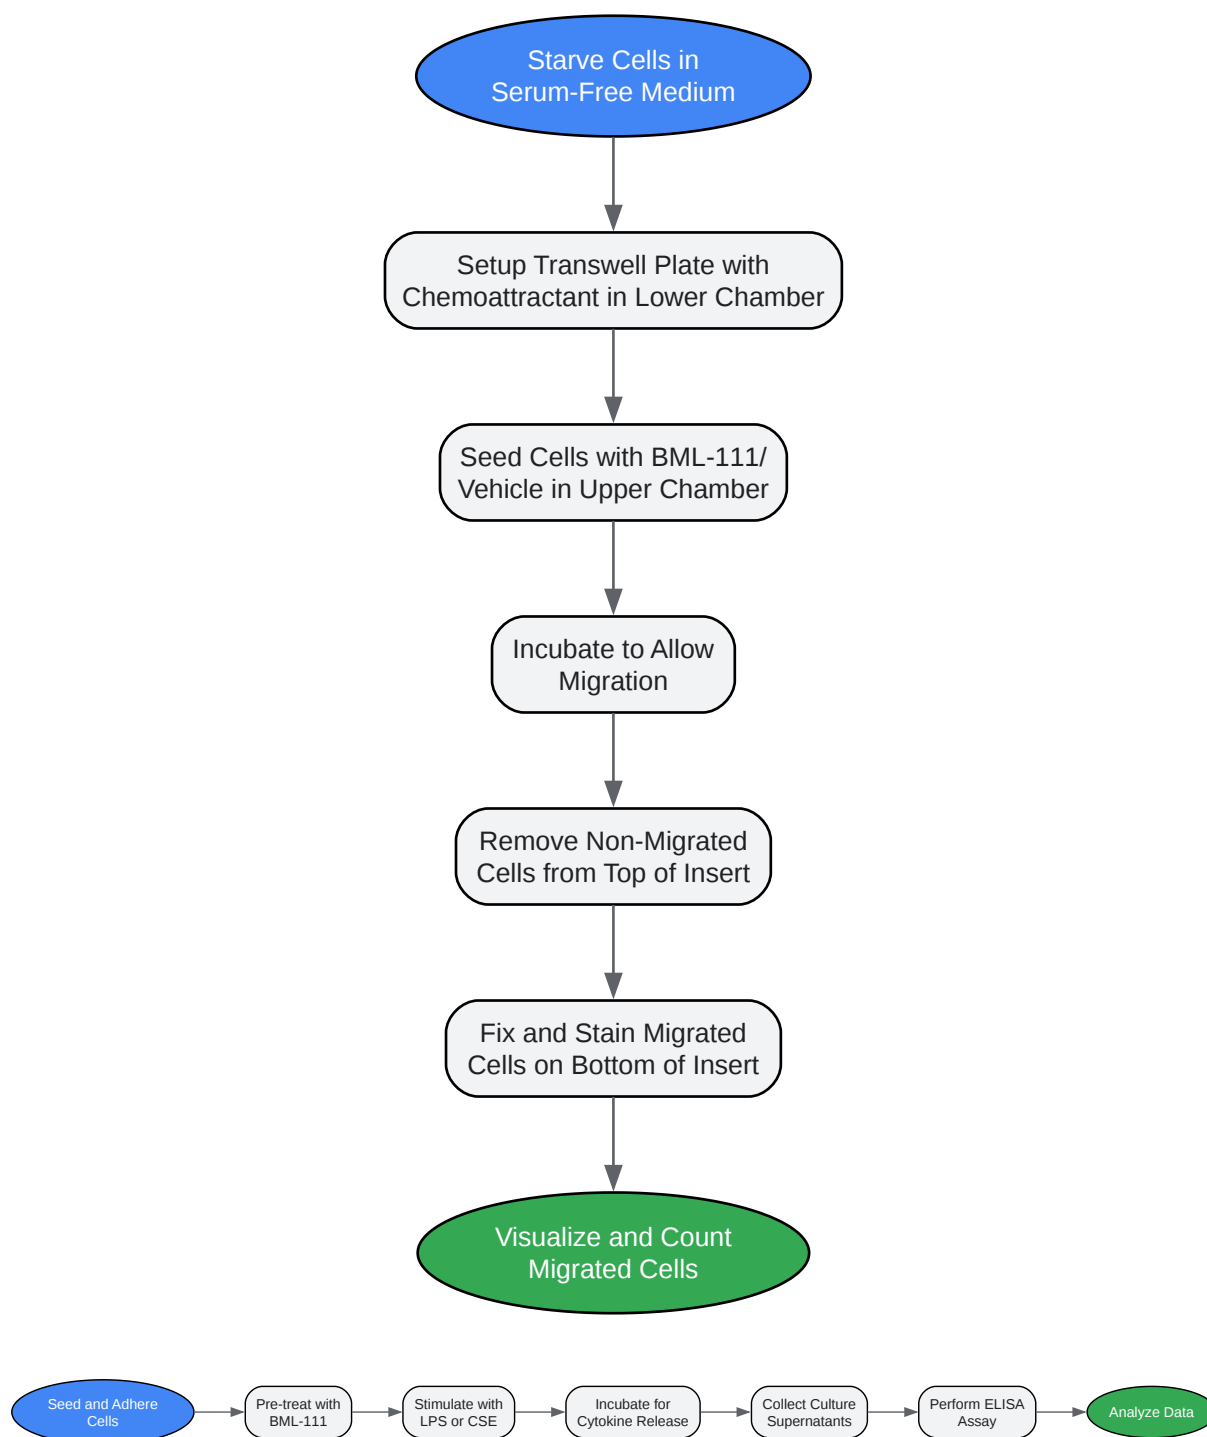 Starve Cells in
Serum-Free Medium
Setup Transwell Plate with
Chemoattractant in Lower Chamber
Seed Cells with BML-111/
Vehicle in Upper Chamber
Incubate to Allow
Migration
Remove Non-Migrated
Cells from Top of Insert
Fix and Stain Migrated
Cells on Bottom of Insert
Visualize and Count
Migrated Cells
Seed and Adhere
Cells
Pre-treat with
BML-111
Stimulate with
LPS or CSE
Incubate for
Cytokine Release
Collect Culture
Supernatants
Perform ELISA
Assay
Analyze Data